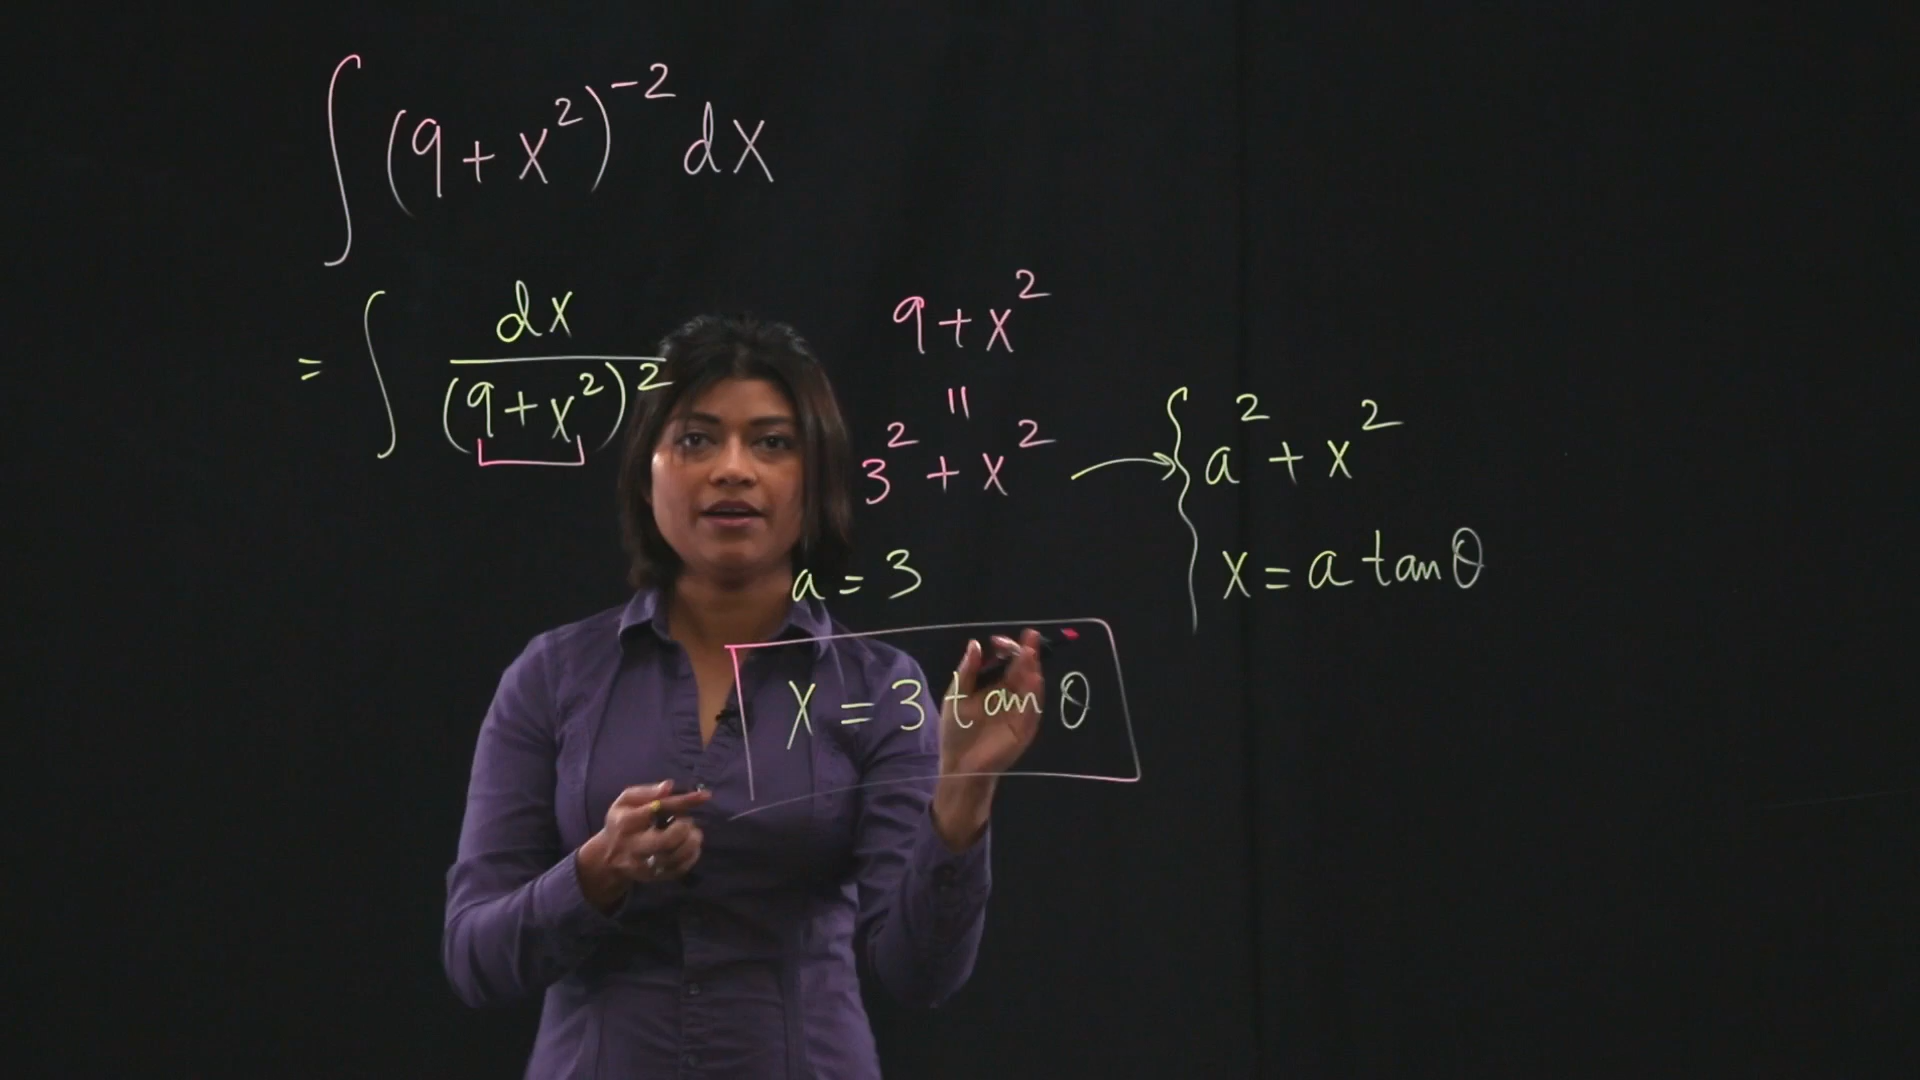 ∫ (9 + x²)⁻² dx
= ∫ dx / (9 + x²)²
9 + x²
=
3² + x² → { a² + x²
x = a tan θ
a = 3
x = 3 tan θ